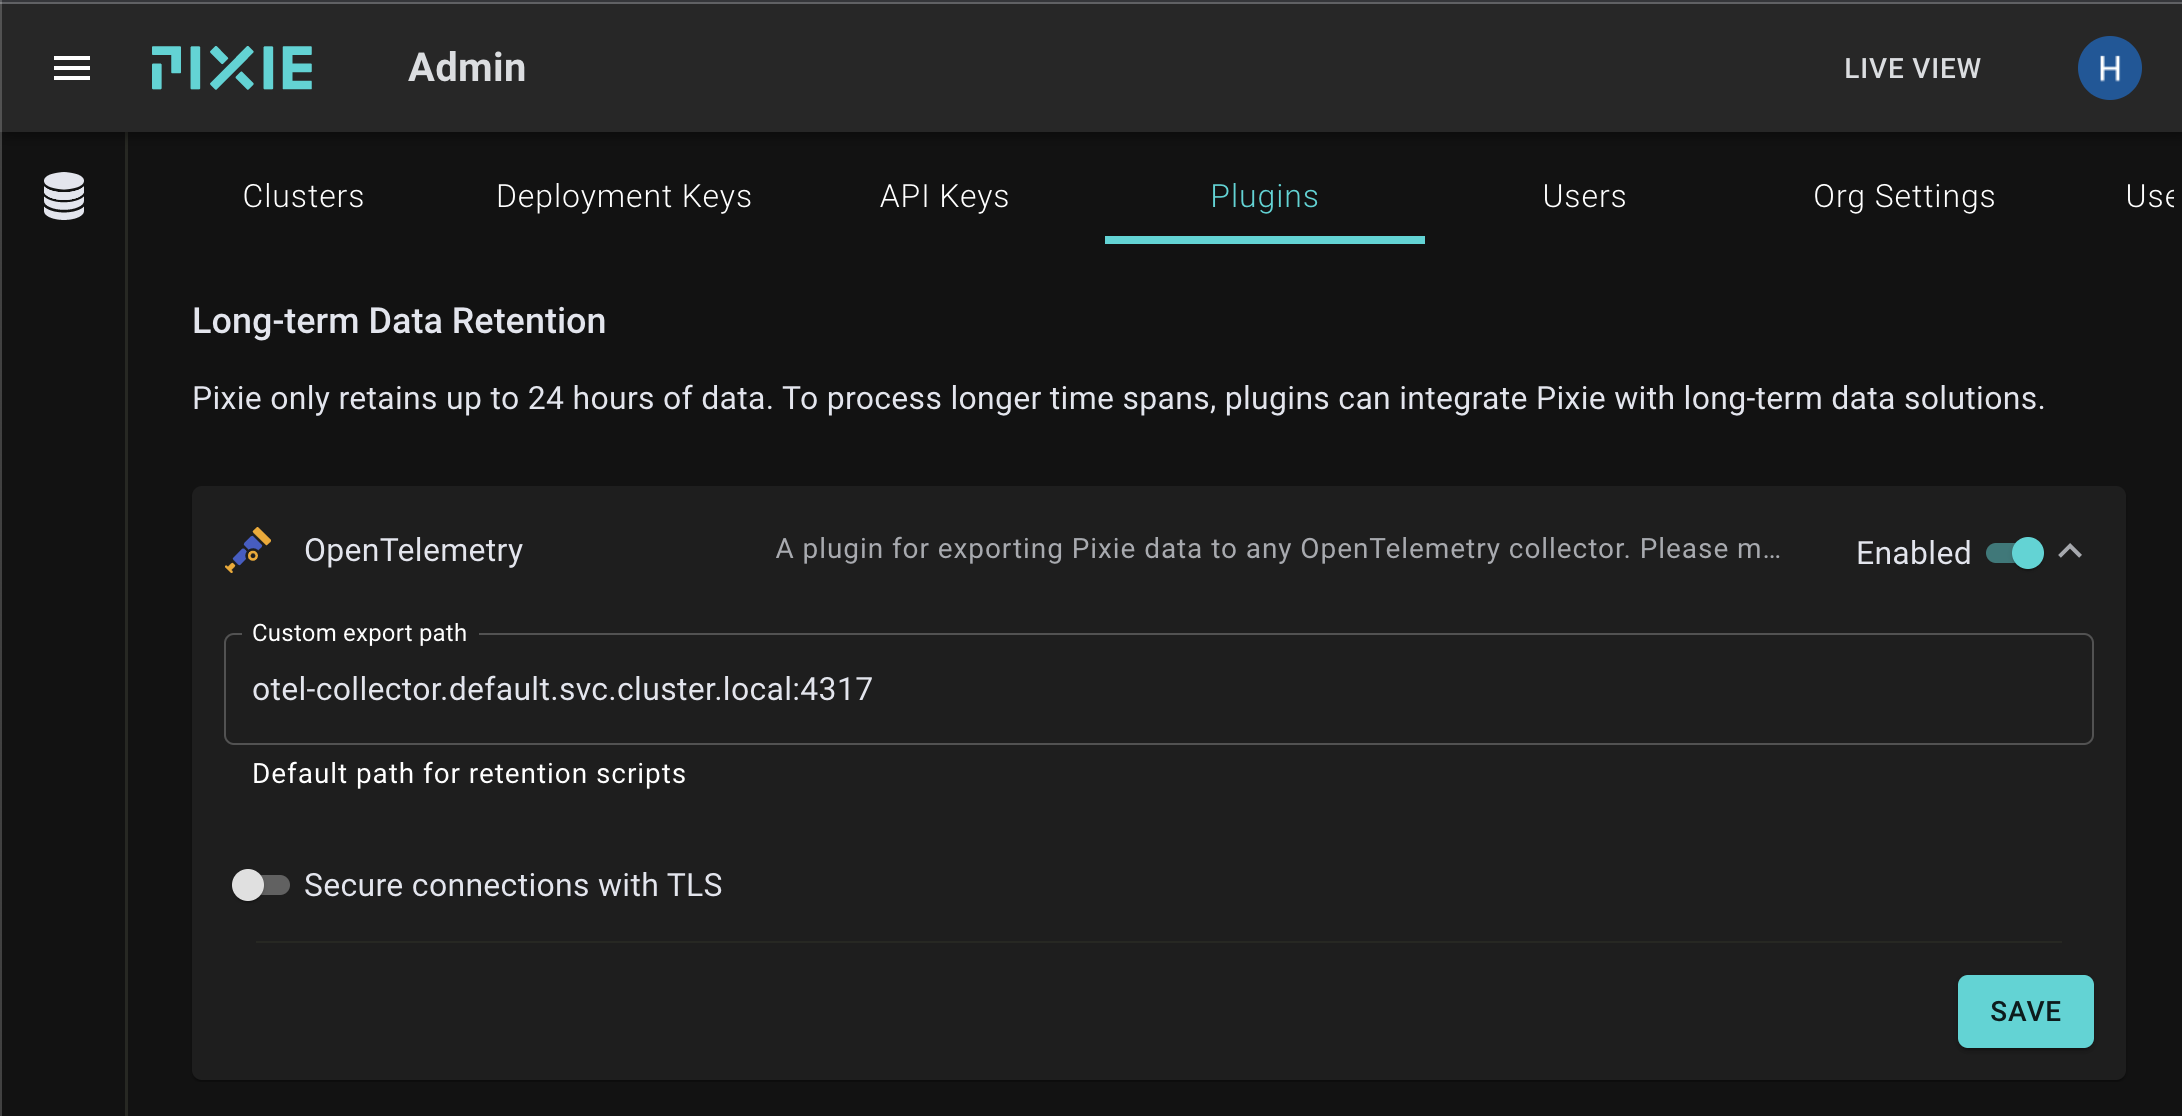 PIXIE
Admin
LIVE VIEW
H
Clusters
Deployment Keys
API Keys
Plugins
Users
Org Settings
Use
Long-term Data Retention
Pixie only retains up to 24 hours of data. To process longer time spans, plugins can integrate Pixie with long-term data solutions.
OpenTelemetry
A plugin for exporting Pixie data to any OpenTelemetry collector. Please m...
Enabled
Custom export path
otel-collector.default.svc.cluster.local:4317
Default path for retention scripts
Secure connections with TLS
SAVE